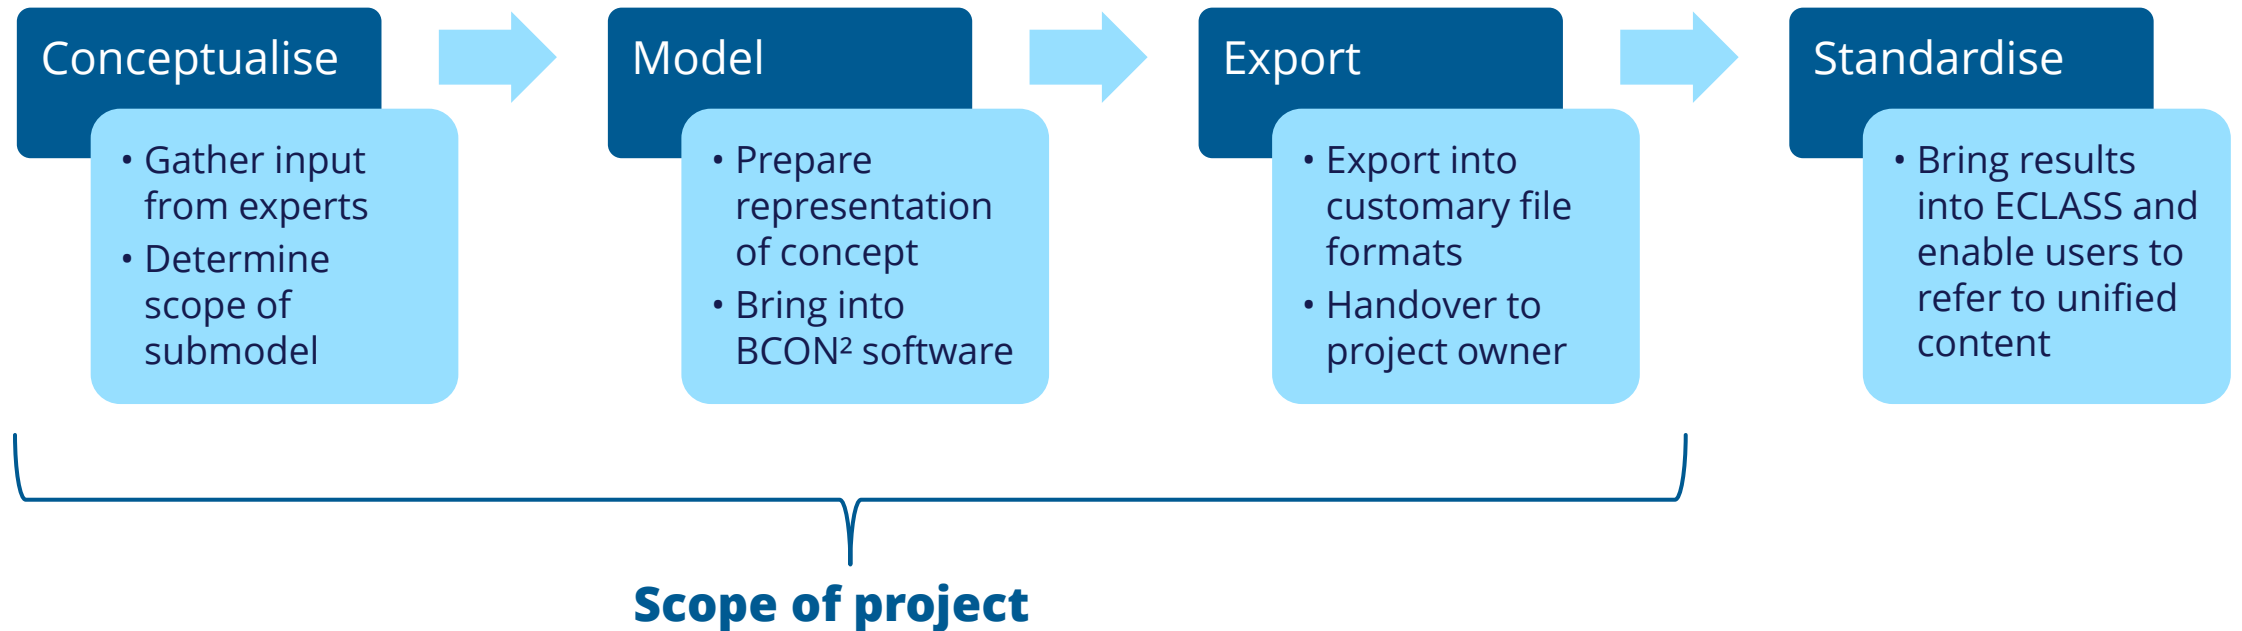 Conceptualise
• Gather input
from experts
• Determine
scope of
submodel
Model
• Prepare
representation
of concept
• Bring into
BCON² software
Export
• Export into
customary file
formats
• Handover to
project owner
Standardise
• Bring results
into ECLASS and
enable users to
refer to unified
content
Scope of project